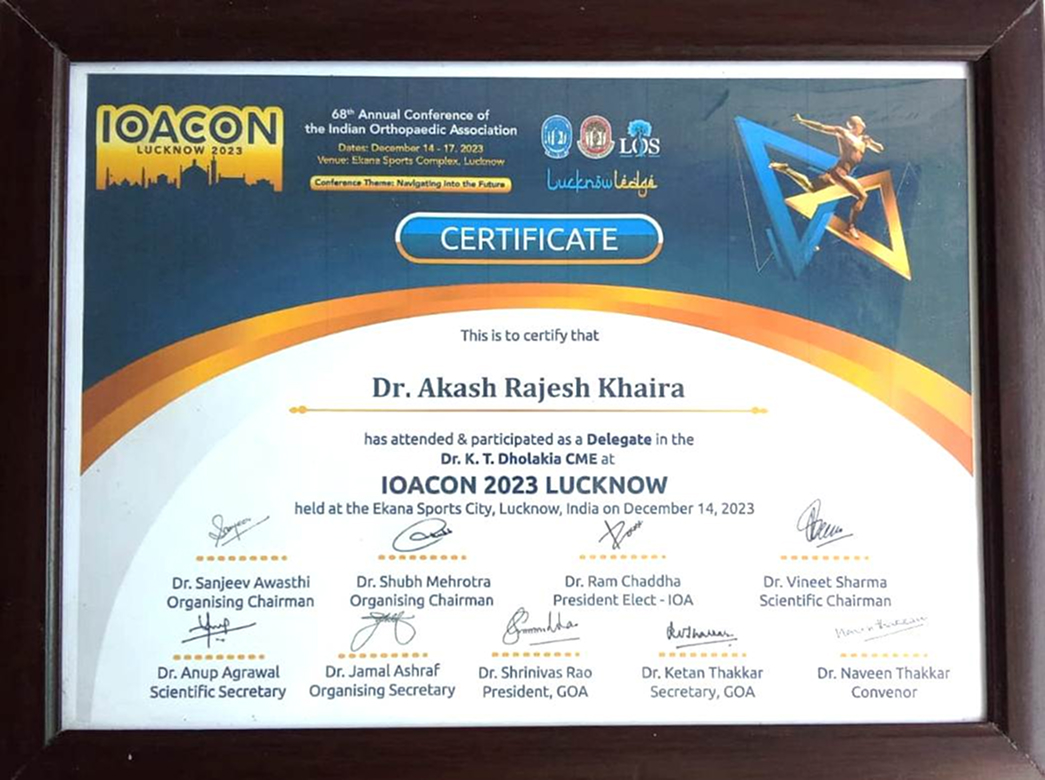 IOACON
LUCKNOW 2023
68th Annual Conference of
the Indian Orthopaedic Association
Dates: December 14 - 17, 2023
Venue: Ekana Sports Complex, Lucknow
Conference Theme: Navigating into the Future
LOS
Lucknow
CERTIFICATE
This is to certify that
Dr. Akash Rajesh Khaira
has attended & participated as a Delegate in the
Dr. K. T. Dholakia CME at
IOACON 2023 LUCKNOW
held at the Ekana Sports City, Lucknow, India on December 14, 2023
Dr. Sanjeev Awasthi
Organising Chairman
Dr. Shubh Mehrotra
Organising Chairman
Dr. Ram Chaddha
President Elect - IOA
Dr. Vineet Sharma
Scientific Chairman
Dr. Anup Agrawal
Scientific Secretary
Dr. Jamal Ashraf
Organising Secretary
Dr. Shrinivas Rao
President, GOA
Dr. Ketan Thakkar
Secretary, GOA
Dr. Naveen Thakkar
Convenor